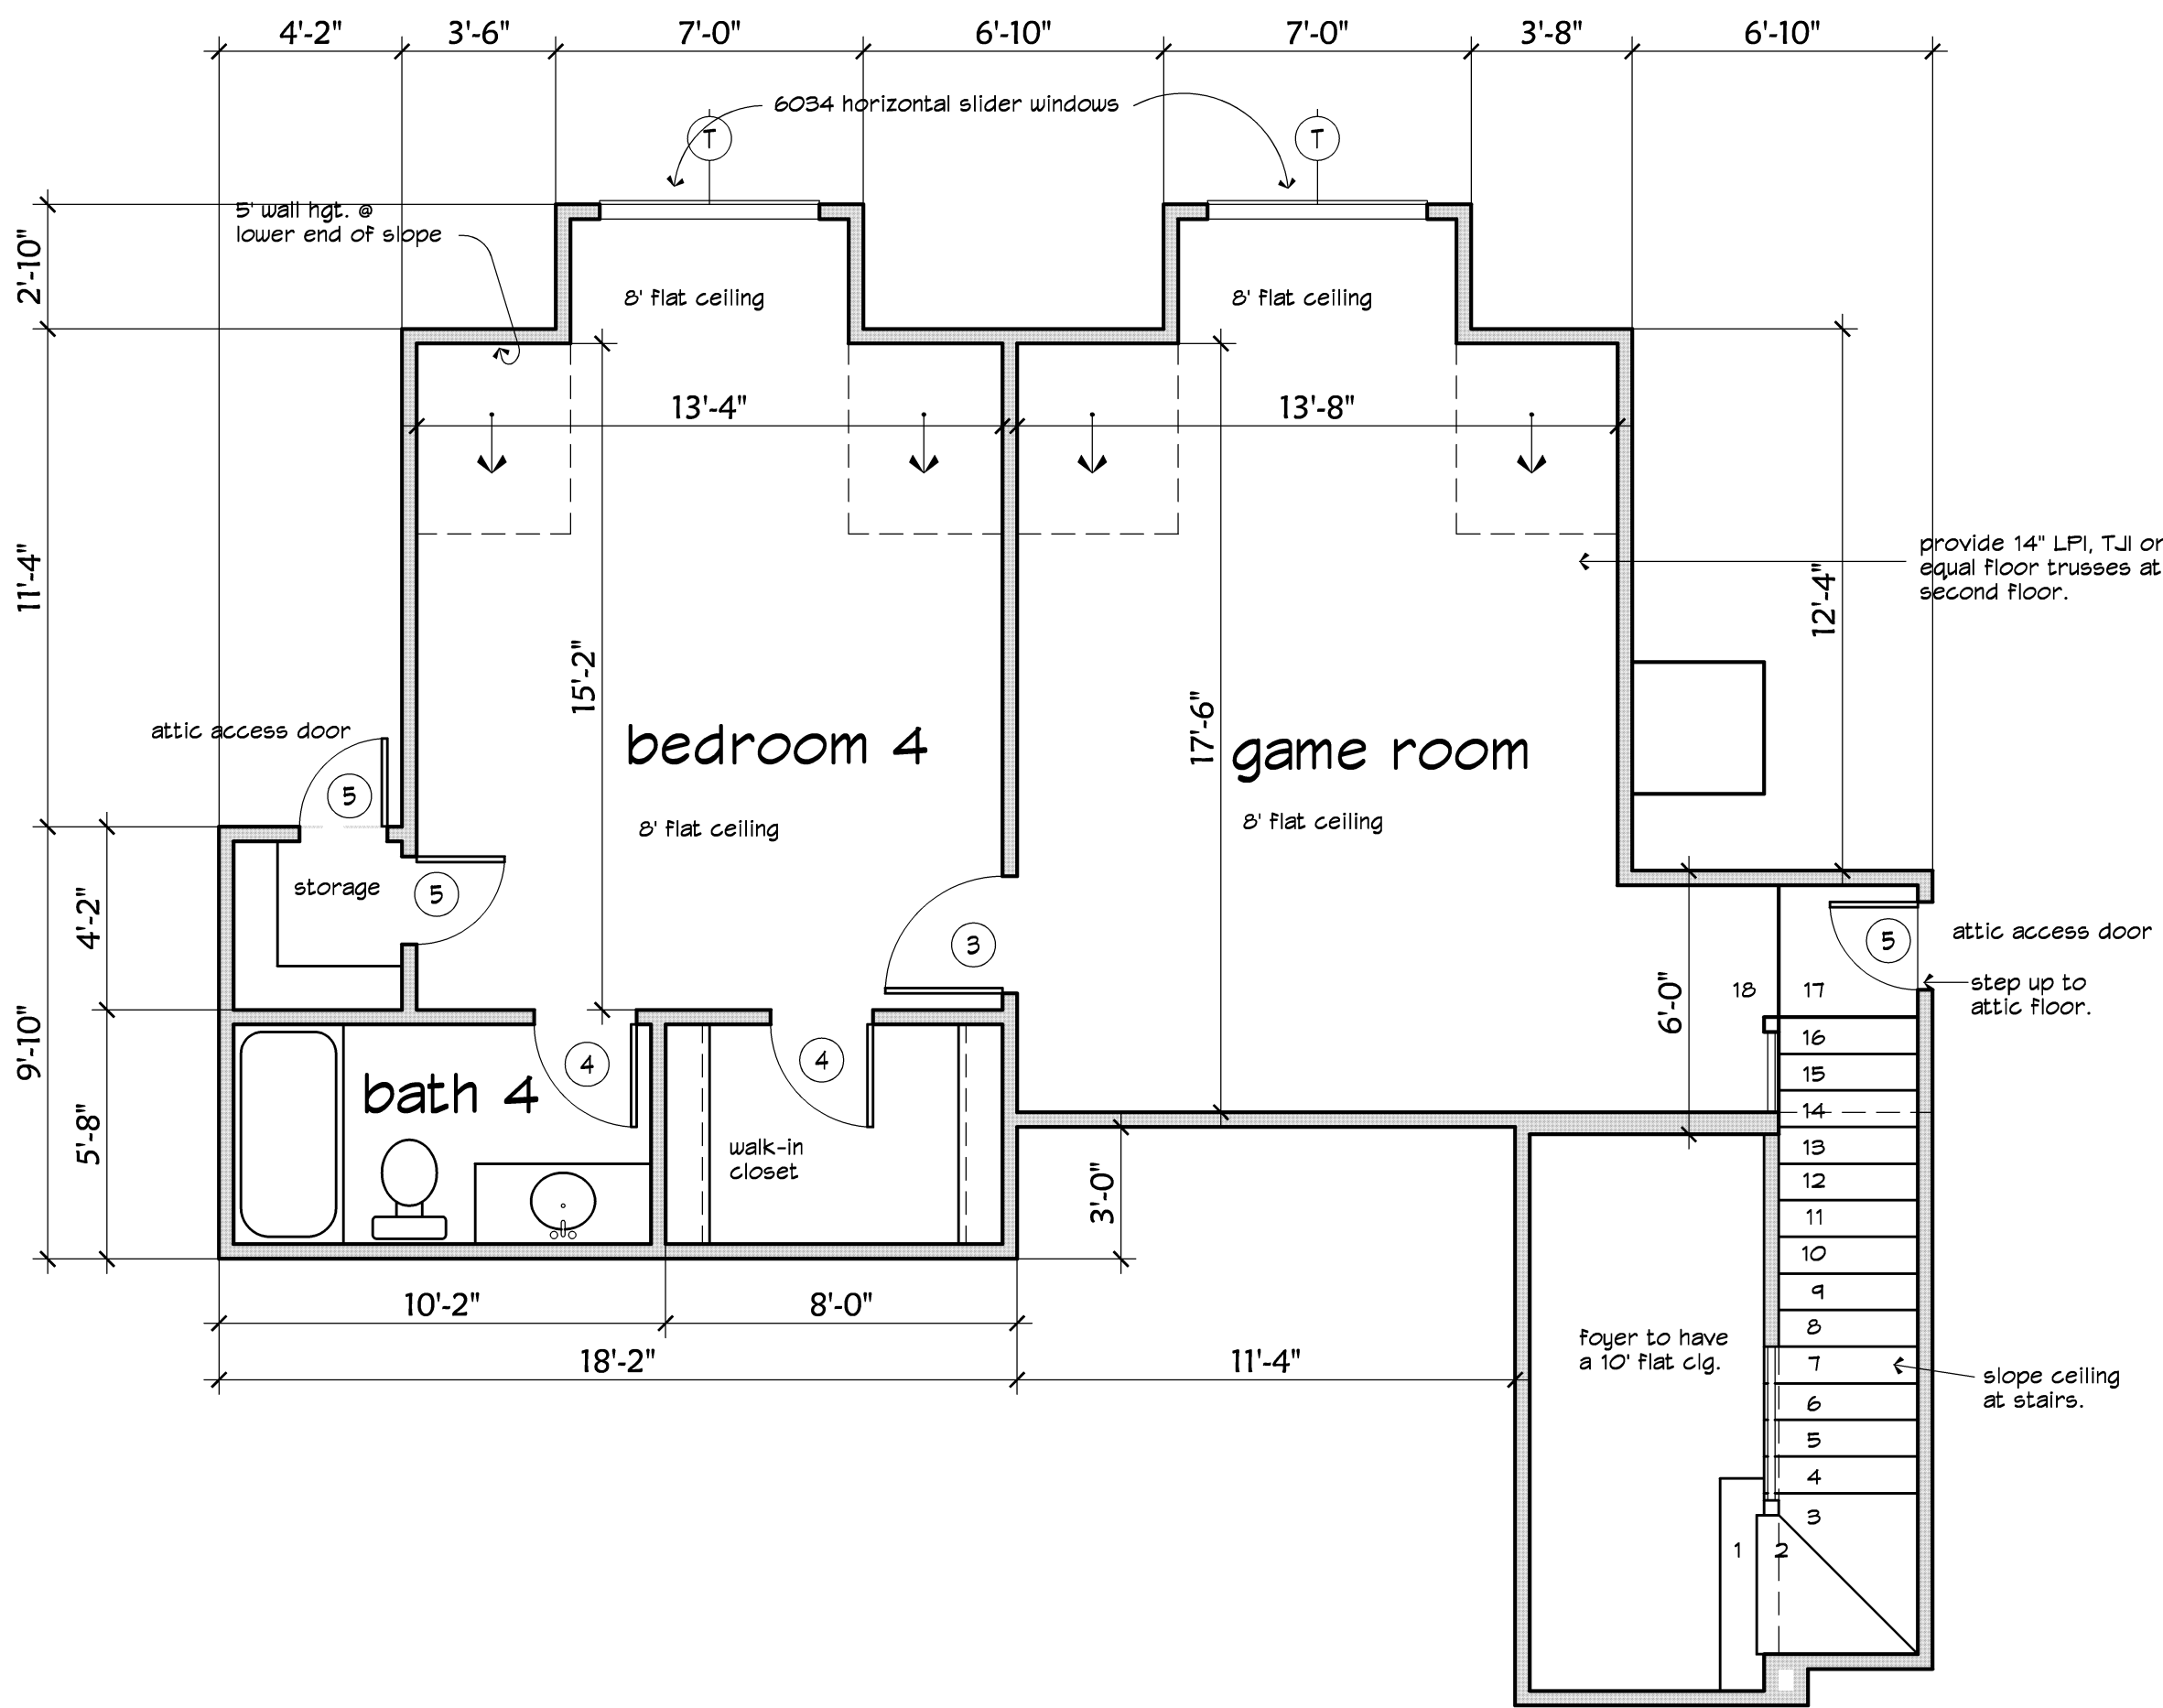 4'-2" 3'-6" 7'-0" 6'-10" 7'-0" 3'-8" 6'-10"
6034 horizontal slider windows
T
T
5' wall hgt. @
lower end of slope
2'-10"
8' flat ceiling
8' flat ceiling
13'-4"
13'-8"
11'-4"
provide 14" LPI, TJI or
equal floor trusses at
second floor.
12'-4"
15'-2"
17'-6"
attic access door
bedroom 4
game room
5
8' flat ceiling
8' flat ceiling
storage
5
3
4'-2"
5
attic access door
step up to
attic floor.
18
17
6'-0"
9'-10"
5'-8"
bath 4
4
4
walk-in
closet
3'-0"
16
15
14
13
12
11
10
9
8
7
6
5
4
3
2
1
10'-2"
8'-0"
18'-2"
11'-4"
foyer to have
a 10' flat clg.
slope ceiling
at stairs.